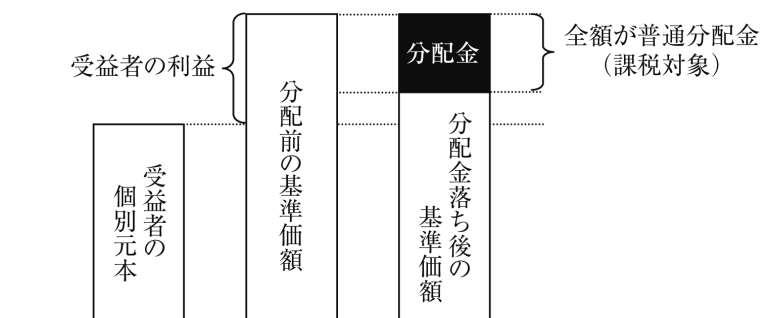 受益者の利益
分配金
全額が普通分配金
（課税対象）
分配前の基準価額
受益者の
個別元本
分配金落ち後の
基準価額